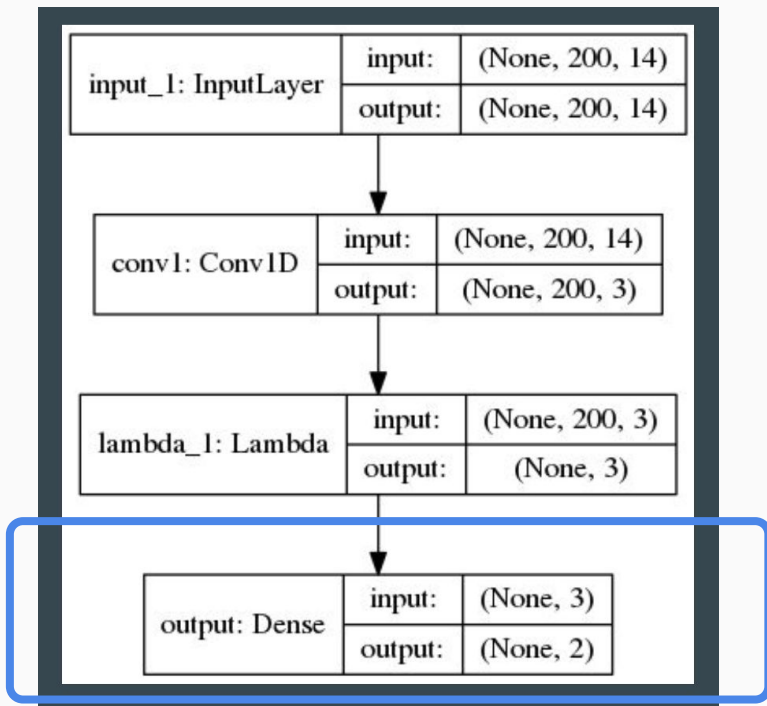 input_1: InputLayer
input: (None, 200, 14)
output: (None, 200, 14)
conv1: Conv1D
input: (None, 200, 14)
output: (None, 200, 3)
lambda_1: Lambda
input: (None, 200, 3)
output: (None, 3)
output: Dense
input: (None, 3)
output: (None, 2)